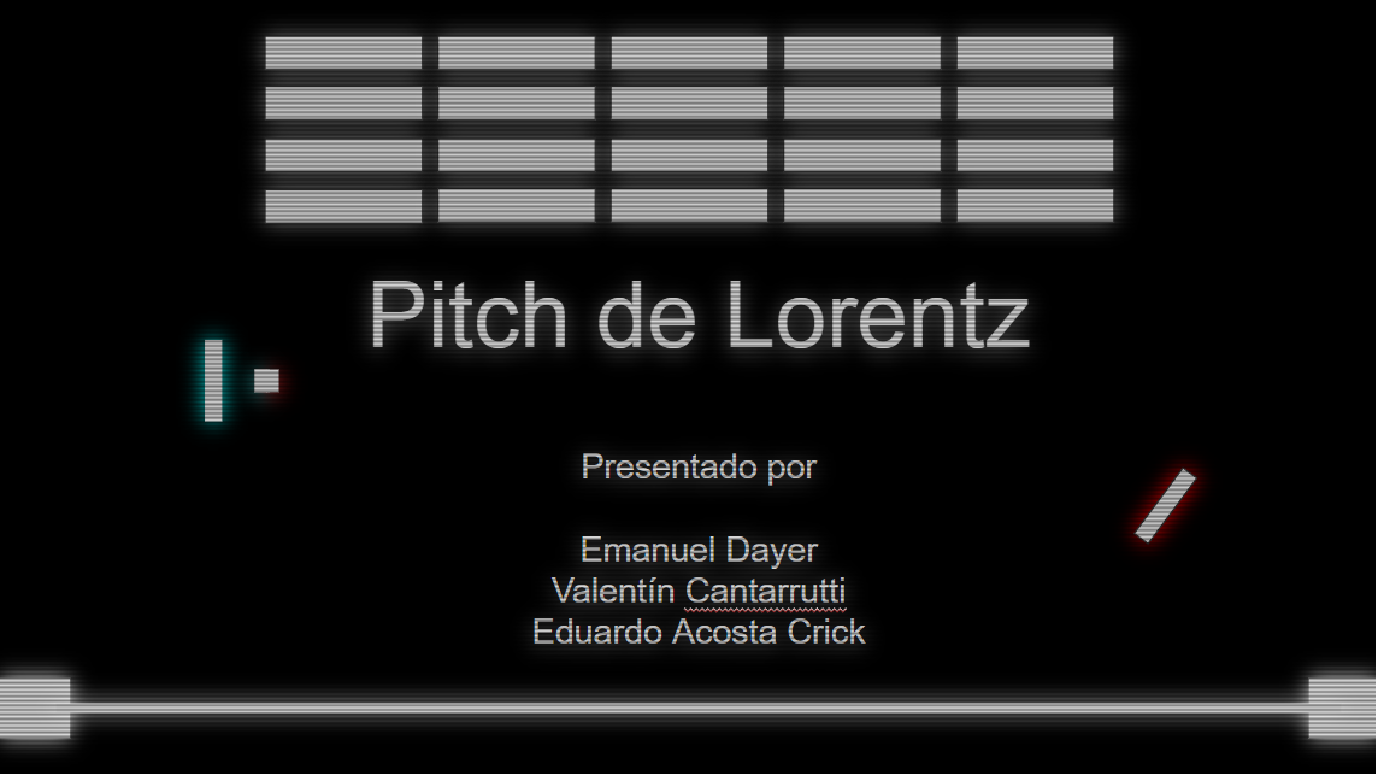 Pitch de Lorentz
Presentado por
Emanuel Dayer
Valentín Cantarrutti
Eduardo Acosta Crick